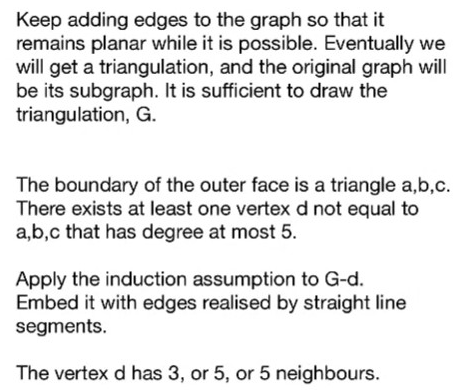 Keep adding edges to the graph so that it
remains planar while it is possible. Eventually we
will get a triangulation, and the original graph will
be its subgraph. It is sufficient to draw the
triangulation, G.
The boundary of the outer face is a triangle a,b,c.
There exists at least one vertex d not equal to
a,b,c that has degree at most 5.
Apply the induction assumption to G-d.
Embed it with edges realised by straight line
segments.
The vertex d has 3, or 5, or 5 neighbours.